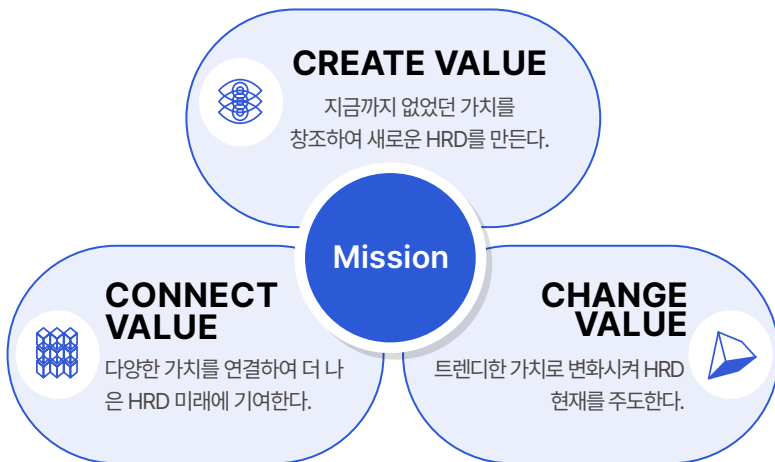 CREATE VALUE
지금까지 없었던 가치를
창조하여 새로운 HRD를 만든다.
Mission
CONNECT
VALUE
다양한 가치를 연결하여 더 나
은 HRD 미래에 기여한다.
CHANGE
VALUE
트렌디한 가치로 변화시켜 HRD
현재를 주도한다.